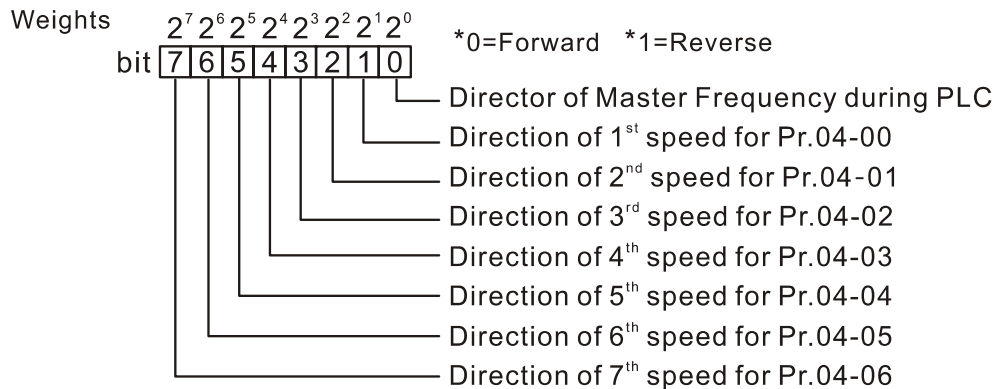 Weights 2⁷ 2⁶ 2⁵ 2⁴ 2³ 2² 2¹ 2⁰ *0=Forward *1=Reverse
bit 7 6 5 4 3 2 1 0
Director of Master Frequency during PLC
Direction of 1ˢᵗ speed for Pr.04-00
Direction of 2ⁿᵈ speed for Pr.04-01
Direction of 3ʳᵈ speed for Pr.04-02
Direction of 4ᵗʰ speed for Pr.04-03
Direction of 5ᵗʰ speed for Pr.04-04
Direction of 6ᵗʰ speed for Pr.04-05
Direction of 7ᵗʰ speed for Pr.04-06